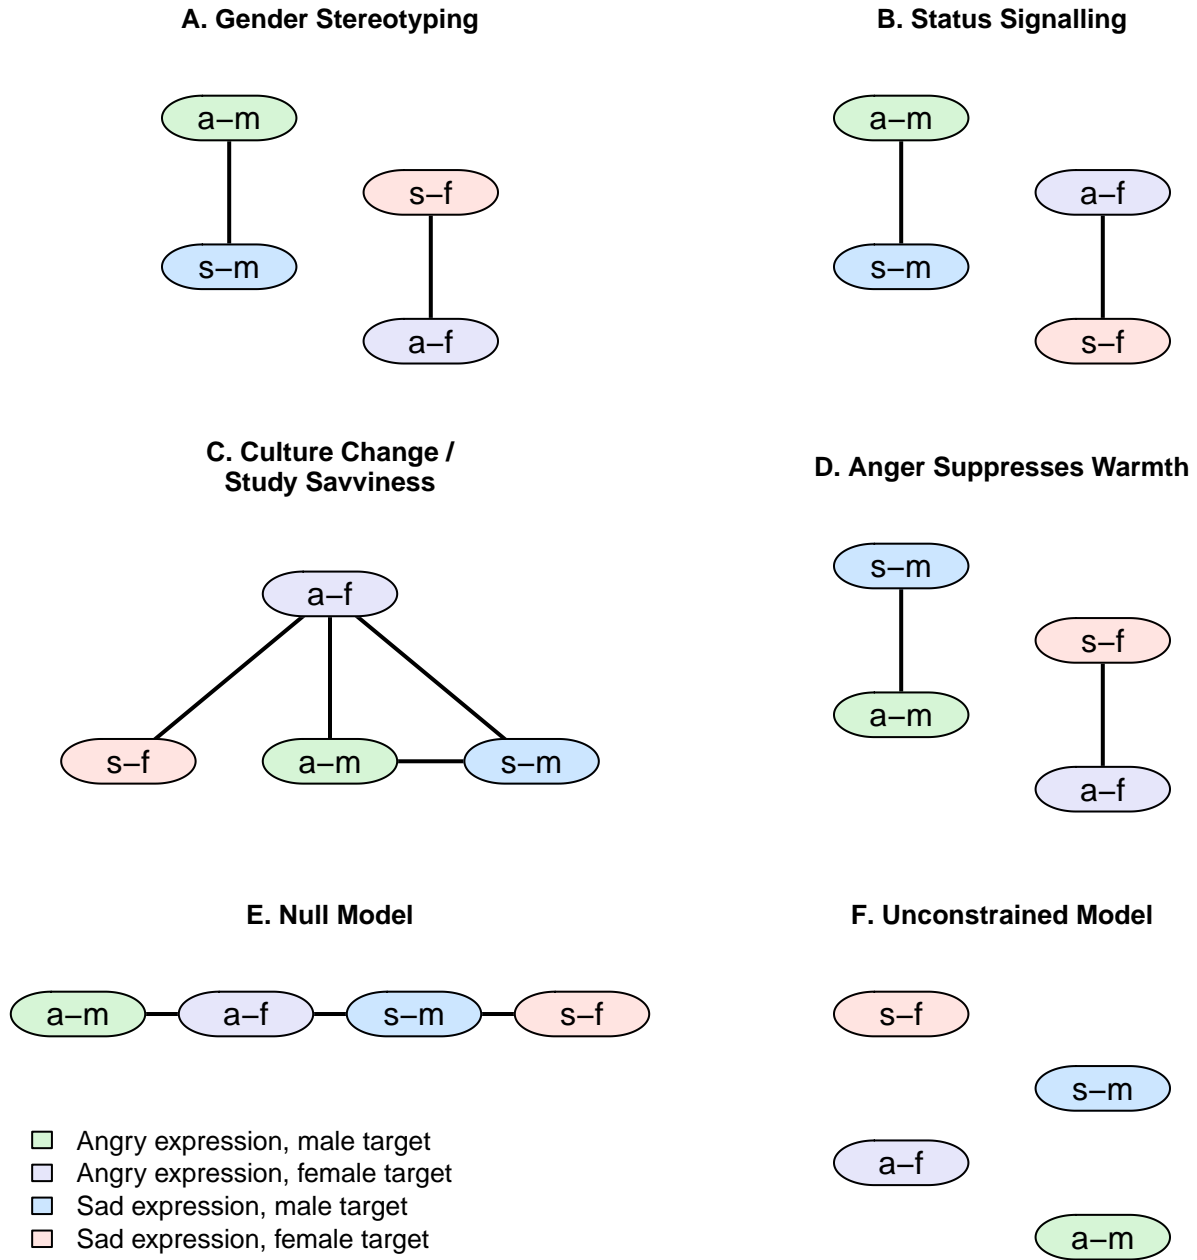 A. Gender Stereotyping
a−m
s−f
s−m
a−f
B. Status Signalling
a−m
a−f
s−m
s−f
C. Culture Change /
Study Savviness
a−f
s−f
a−m
s−m
D. Anger Suppresses Warmth
s−m
s−f
a−m
a−f
E. Null Model
a−m
a−f
s−m
s−f
F. Unconstrained Model
s−f
s−m
a−f
a−m
Angry expression, male target
Angry expression, female target
Sad expression, male target
Sad expression, female target